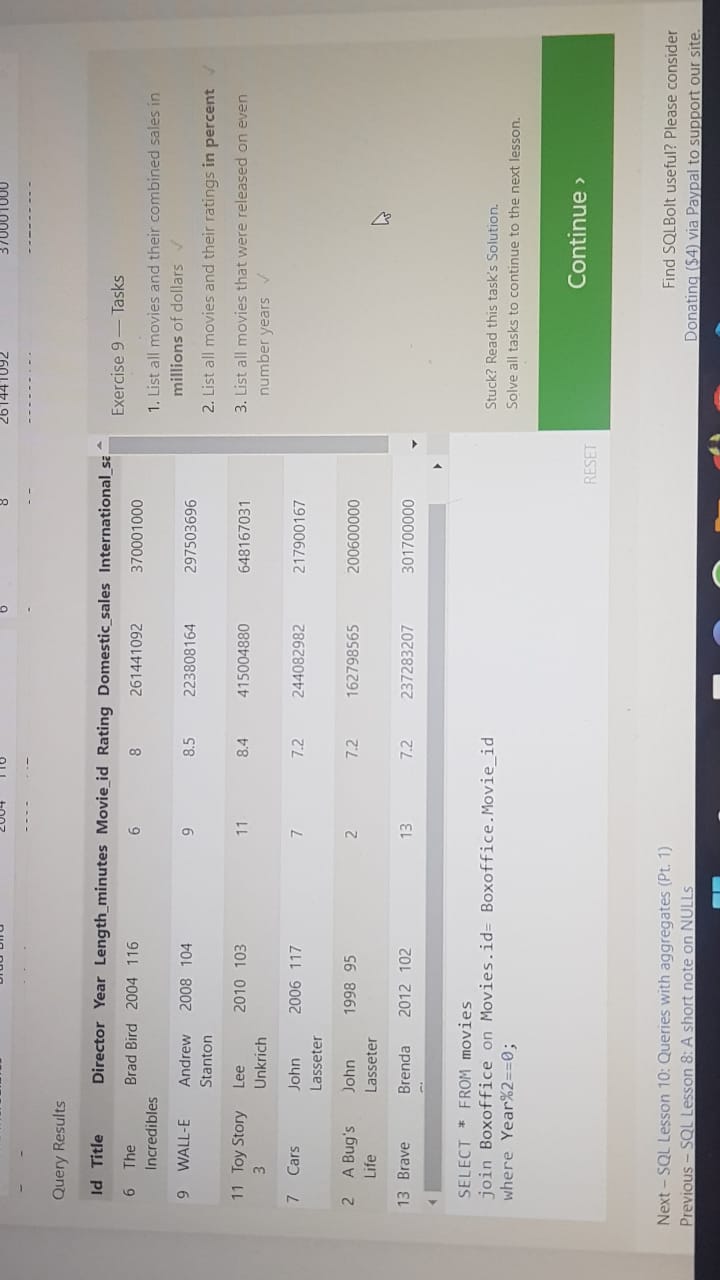 370001000
261441092
8
6
2004 116
Query Results
Id Title Director Year Length_minutes Movie_id Rating Domestic_sales International_sa
6 The Incredibles Brad Bird 2004 116 6 8 261441092 370001000
9 WALL-E Andrew Stanton 2008 104 9 8.5 223808164 297503696
11 Toy Story 3 Lee Unkrich 2010 103 11 8.4 415004880 648167031
7 Cars John Lasseter 2006 117 7 7.2 244082982 217900167
2 A Bug's Life John Lasseter 1998 95 2 7.2 162798565 200600000
13 Brave Brenda 2012 102 13 7.2 237283207 301700000
SELECT * FROM movies
join Boxoffice on Movies.id= Boxoffice.Movie_id
where Year%2==0;
RESET
Exercise 9 — Tasks
1. List all movies and their combined sales in
millions of dollars ✓
2. List all movies and their ratings in percent ✓
3. List all movies that were released on even
number years ✓
Stuck? Read this task's Solution.
Solve all tasks to continue to the next lesson.
Continue ›
Next – SQL Lesson 10: Queries with aggregates (Pt. 1)
Previous – SQL Lesson 8: A short note on NULLs
Find SQLBolt useful? Please consider
Donating ($4) via Paypal to support our site.